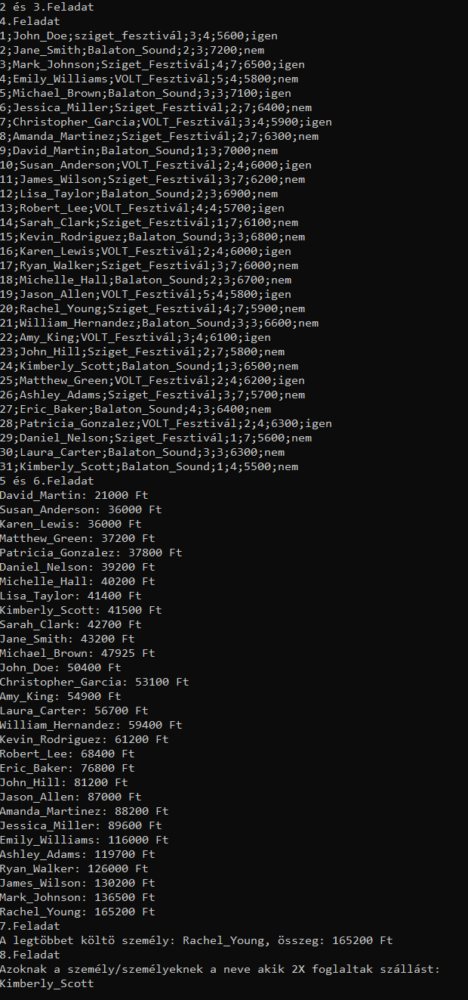 2 és 3.Feladat
4.Feladat
1;John_Doe;sziget_fesztivál;3;4;5600;igen
2;Jane_Smith;Balaton_Sound;2;3;7200;nem
3;Mark_Johnson;Sziget_Fesztivál;4;7;6500;igen
4;Emily_Williams;VOLT_Fesztivál;5;4;5800;nem
5;Michael_Brown;Balaton_Sound;3;3;7100;igen
6;Jessica_Miller;Sziget_Fesztivál;2;7;6400;nem
7;Christopher_Garcia;VOLT_Fesztivál;3;4;5900;igen
8;Amanda_Martinez;Sziget_Fesztivál;2;7;6300;nem
9;David_Martin;Balaton_Sound;1;3;7000;nem
10;Susan_Anderson;VOLT_Fesztivál;2;4;6000;igen
11;James_Wilson;Sziget_Fesztivál;3;7;6200;nem
12;Lisa_Taylor;Balaton_Sound;2;3;6900;nem
13;Robert_Lee;VOLT_Fesztivál;4;4;5700;igen
14;Sarah_Clark;Sziget_Fesztivál;1;7;6100;nem
15;Kevin_Rodriguez;Balaton_Sound;3;3;6800;nem
16;Karen_Lewis;VOLT_Fesztivál;2;4;6000;igen
17;Ryan_Walker;Sziget_Fesztivál;3;7;6000;nem
18;Michelle_Hall;Balaton_Sound;2;3;6700;nem
19;Jason_Allen;VOLT_Fesztivál;5;4;5800;igen
20;Rachel_Young;Sziget_Fesztivál;4;7;5900;nem
21;William_Hernandez;Balaton_Sound;3;3;6600;nem
22;Amy_King;VOLT_Fesztivál;3;4;6100;igen
23;John_Hill;Sziget_Fesztivál;2;7;5800;nem
24;Kimberly_Scott;Balaton_Sound;1;3;6500;nem
25;Matthew_Green;VOLT_Fesztivál;2;4;6200;igen
26;Ashley_Adams;Sziget_Fesztivál;3;7;5700;nem
27;Eric_Baker;Balaton_Sound;4;3;6400;nem
28;Patricia_Gonzalez;VOLT_Fesztivál;2;4;6300;igen
29;Daniel_Nelson;Sziget_Fesztivál;1;7;5600;nem
30;Laura_Carter;Balaton_Sound;3;3;6300;nem
31;Kimberly_Scott;Balaton_Sound;1;4;5500;nem
5 és 6.Feladat
David_Martin: 21000 Ft
Susan_Anderson: 36000 Ft
Karen_Lewis: 36000 Ft
Matthew_Green: 37200 Ft
Patricia_Gonzalez: 37800 Ft
Daniel_Nelson: 39200 Ft
Michelle_Hall: 40200 Ft
Lisa_Taylor: 41400 Ft
Kimberly_Scott: 41500 Ft
Sarah_Clark: 42700 Ft
Jane_Smith: 43200 Ft
Michael_Brown: 47925 Ft
John_Doe: 50400 Ft
Christopher_Garcia: 53100 Ft
Amy_King: 54900 Ft
Laura_Carter: 56700 Ft
William_Hernandez: 59400 Ft
Kevin_Rodriguez: 61200 Ft
Robert_Lee: 68400 Ft
Eric_Baker: 76800 Ft
John_Hill: 81200 Ft
Jason_Allen: 87000 Ft
Amanda_Martinez: 88200 Ft
Jessica_Miller: 89600 Ft
Emily_Williams: 116000 Ft
Ashley_Adams: 119700 Ft
Ryan_Walker: 126000 Ft
James_Wilson: 130200 Ft
Mark_Johnson: 136500 Ft
Rachel_Young: 165200 Ft
7.Feladat
A legtöbbet költö személy: Rachel_Young, összeg: 165200 Ft
8.Feladat
Azoknak a személy/személyeknek a neve akik 2X foglaltak szállást:
Kimberly_Scott